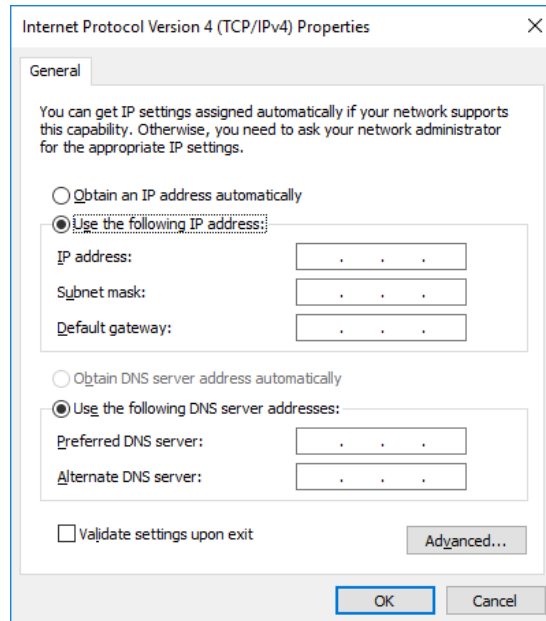 Internet Protocol Version 4 (TCP/IPv4) Properties
General
You can get IP settings assigned automatically if your network supports
this capability. Otherwise, you need to ask your network administrator
for the appropriate IP settings.
Obtain an IP address automatically
Use the following IP address:
IP address:
. . .
Subnet mask:
. . .
Default gateway:
. . .
Obtain DNS server address automatically
Use the following DNS server addresses:
Preferred DNS server:
. . .
Alternate DNS server:
. . .
Validate settings upon exit
Advanced...
OK
Cancel